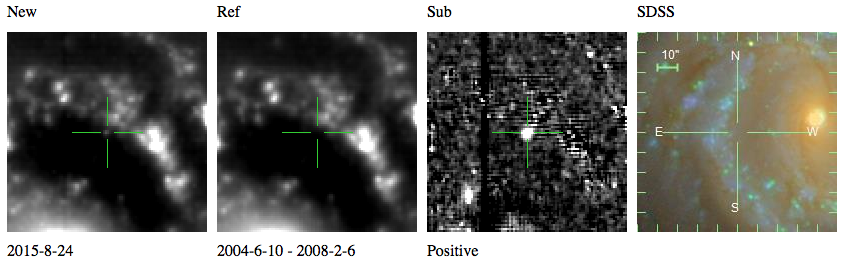 New Ref Sub SDSS
10"
N
E W
S
2015-8-24 2004-6-10 - 2008-2-6 Positive